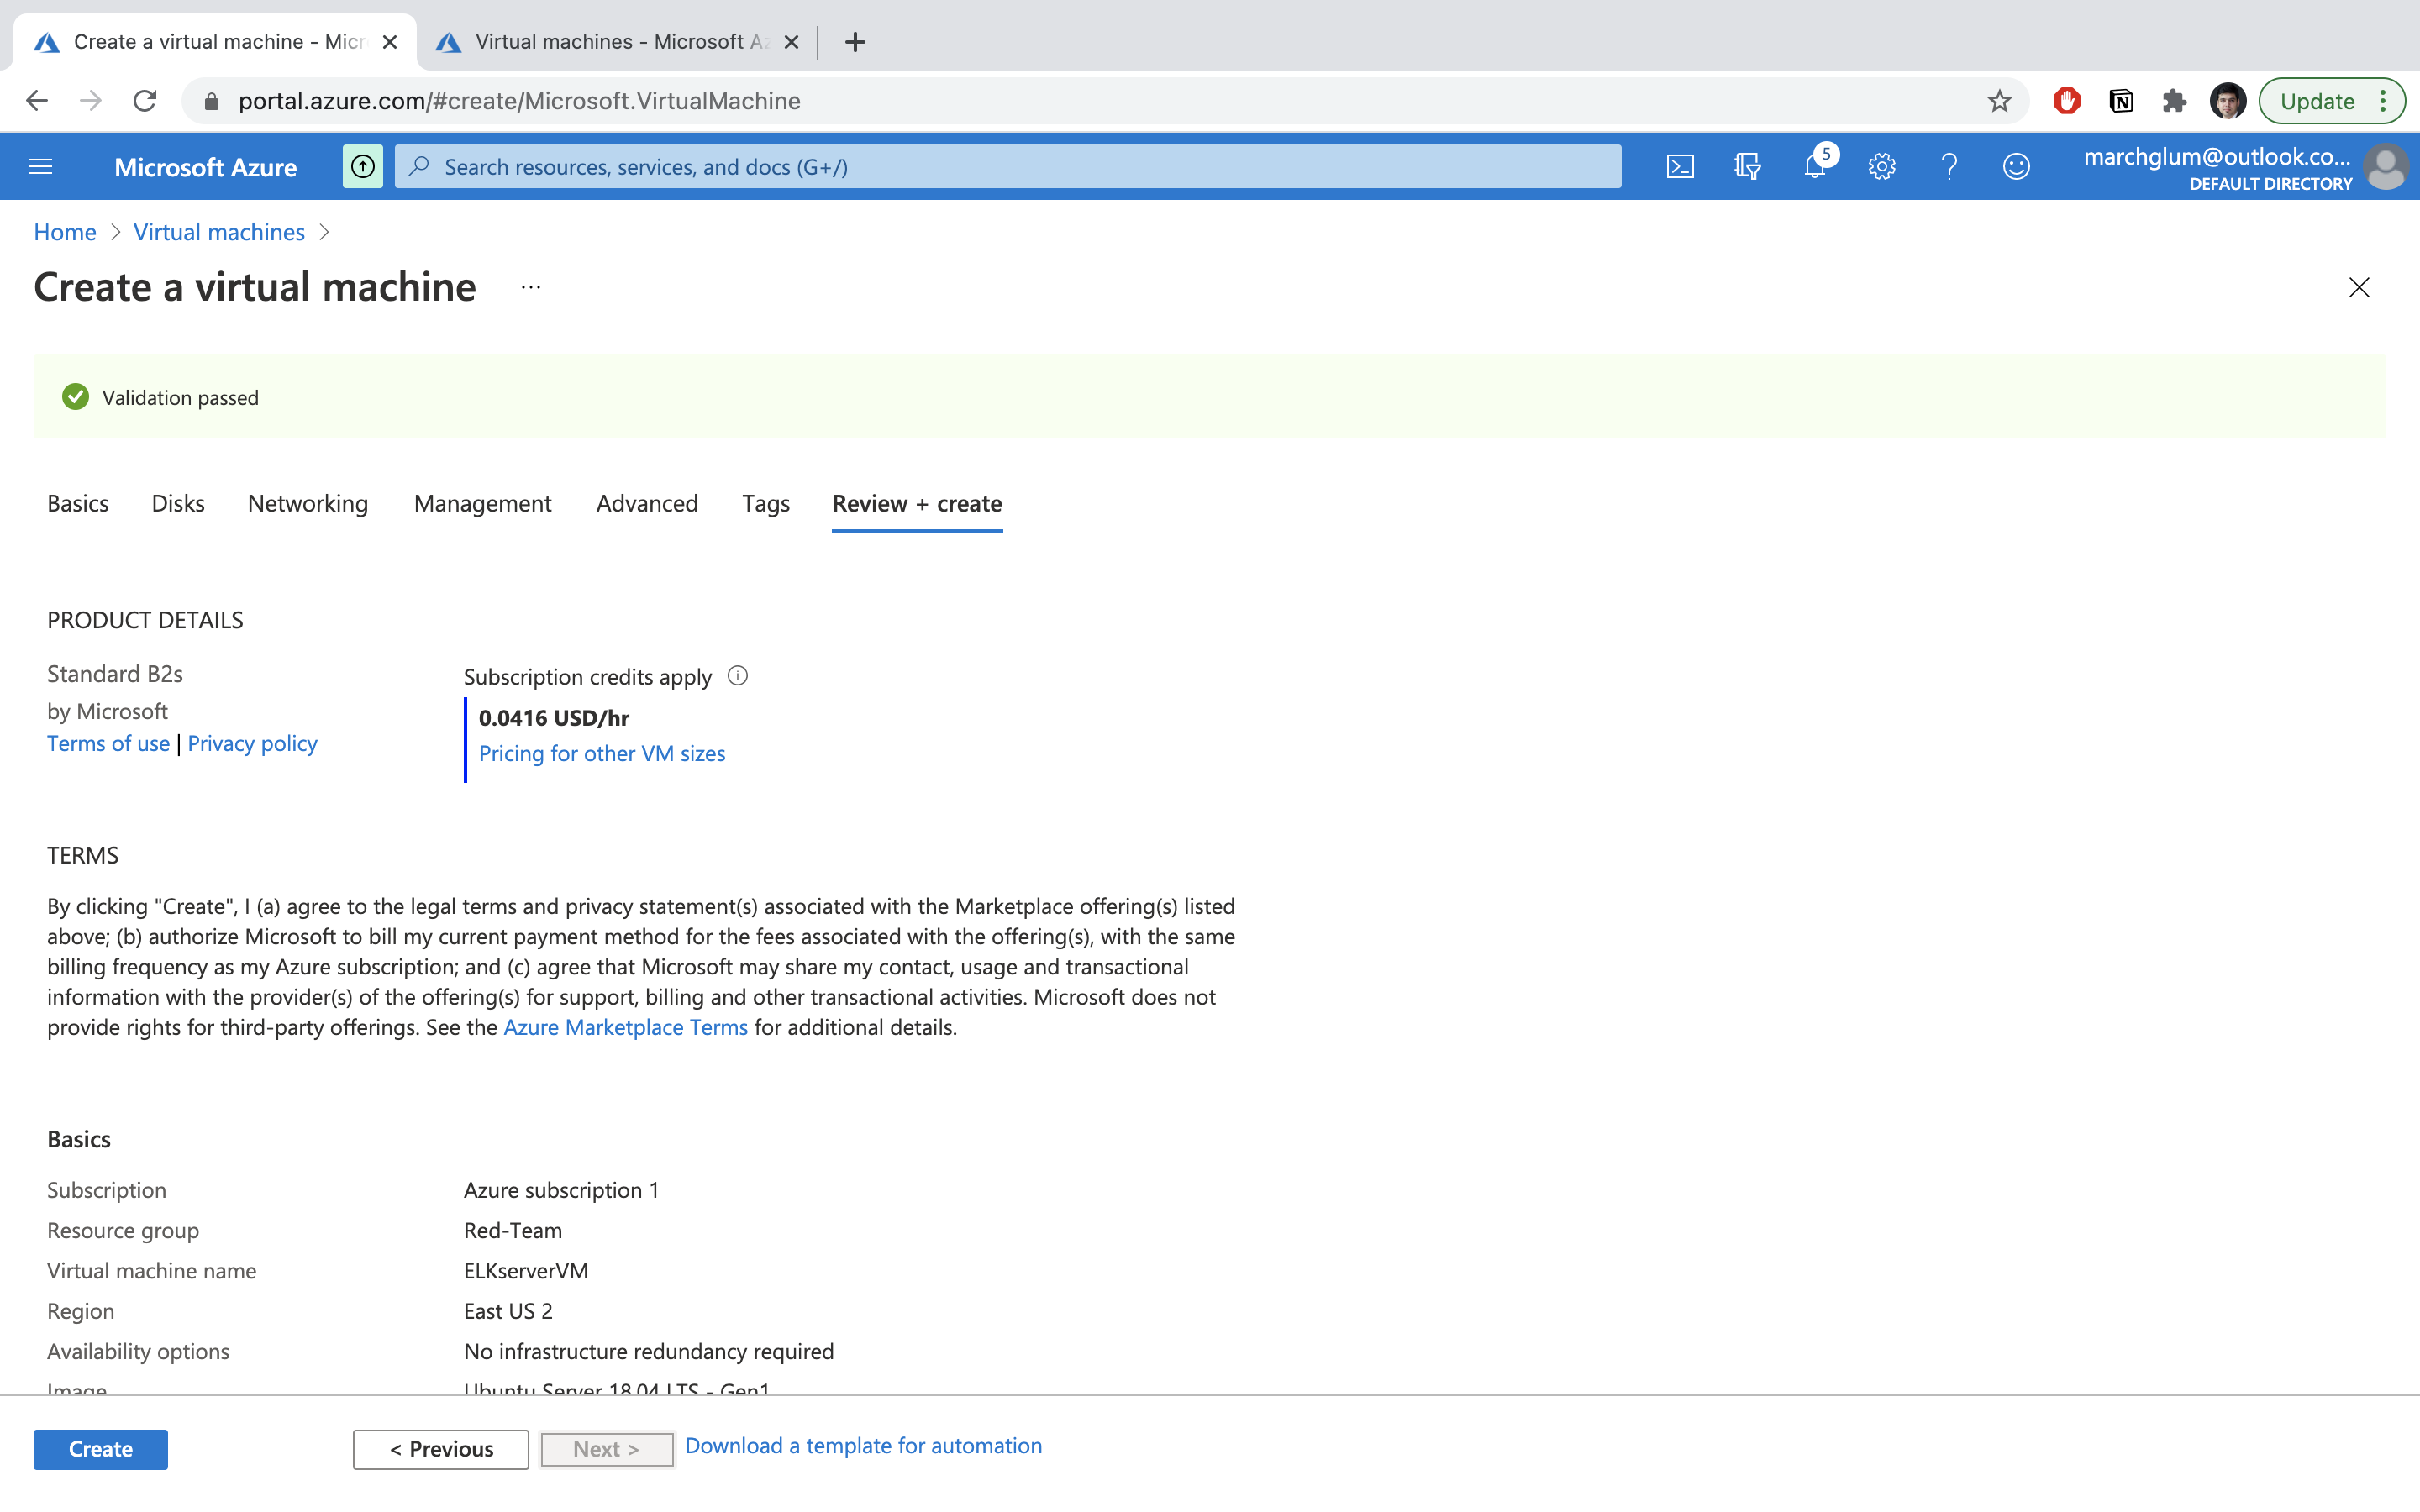 Create a virtual machine - Micr
Virtual machines - Microsoft Az
portal.azure.com/#create/Microsoft.VirtualMachine
Update
Microsoft Azure
Search resources, services, and docs (G+/)
5
marchglum@outlook.co...
DEFAULT DIRECTORY
Home > Virtual machines >
Create a virtual machine ...
Validation passed
Basics Disks Networking Management Advanced Tags Review + create
PRODUCT DETAILS
Standard B2s
by Microsoft
Terms of use | Privacy policy
Subscription credits apply
0.0416 USD/hr
Pricing for other VM sizes
TERMS
By clicking "Create", I (a) agree to the legal terms and privacy statement(s) associated with the Marketplace offering(s) listed
above; (b) authorize Microsoft to bill my current payment method for the fees associated with the offering(s), with the same
billing frequency as my Azure subscription; and (c) agree that Microsoft may share my contact, usage and transactional
information with the provider(s) of the offering(s) for support, billing and other transactional activities. Microsoft does not
provide rights for third-party offerings. See the Azure Marketplace Terms for additional details.
Basics
Subscription Azure subscription 1
Resource group Red-Team
Virtual machine name ELKserverVM
Region East US 2
Availability options No infrastructure redundancy required
Image Ubuntu Server 18.04 LTS - Gen1
Create
< Previous
Next >
Download a template for automation